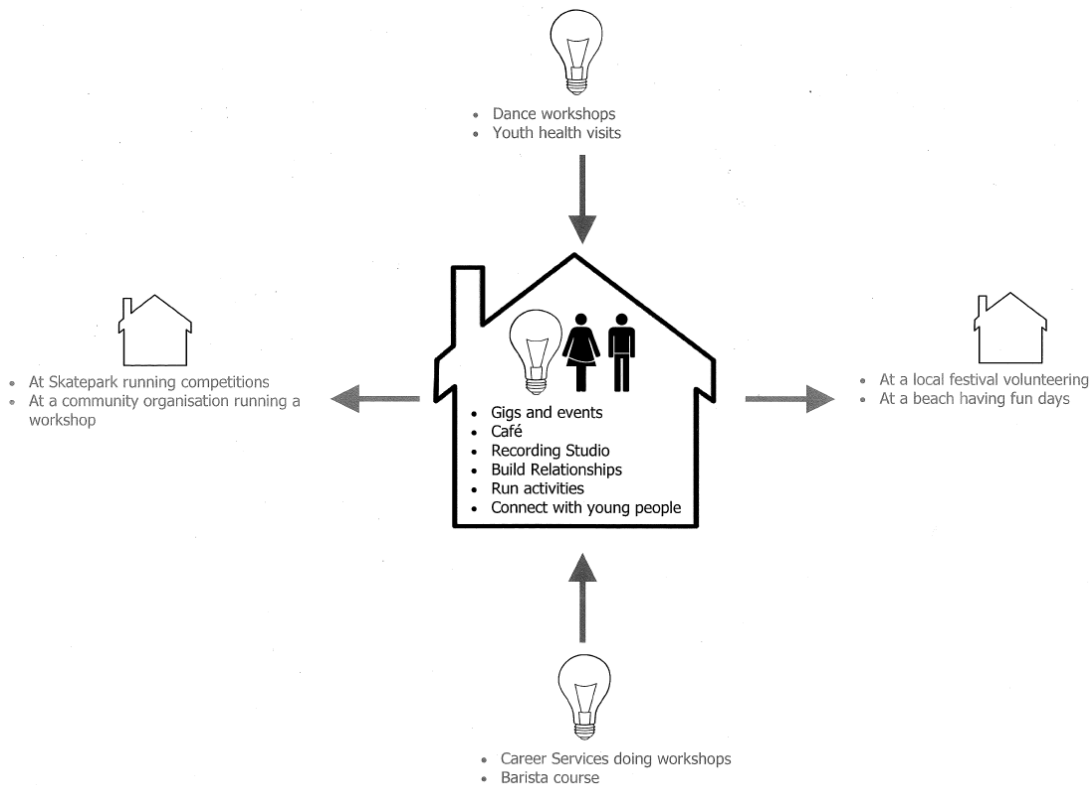 • Dance workshops
• Youth health visits
• At Skatepark running competitions
• At a community organisation running a
workshop
• Gigs and events
• Café
• Recording Studio
• Build Relationships
• Run activities
• Connect with young people
• At a local festival volunteering
• At a beach having fun days
• Career Services doing workshops
• Barista course